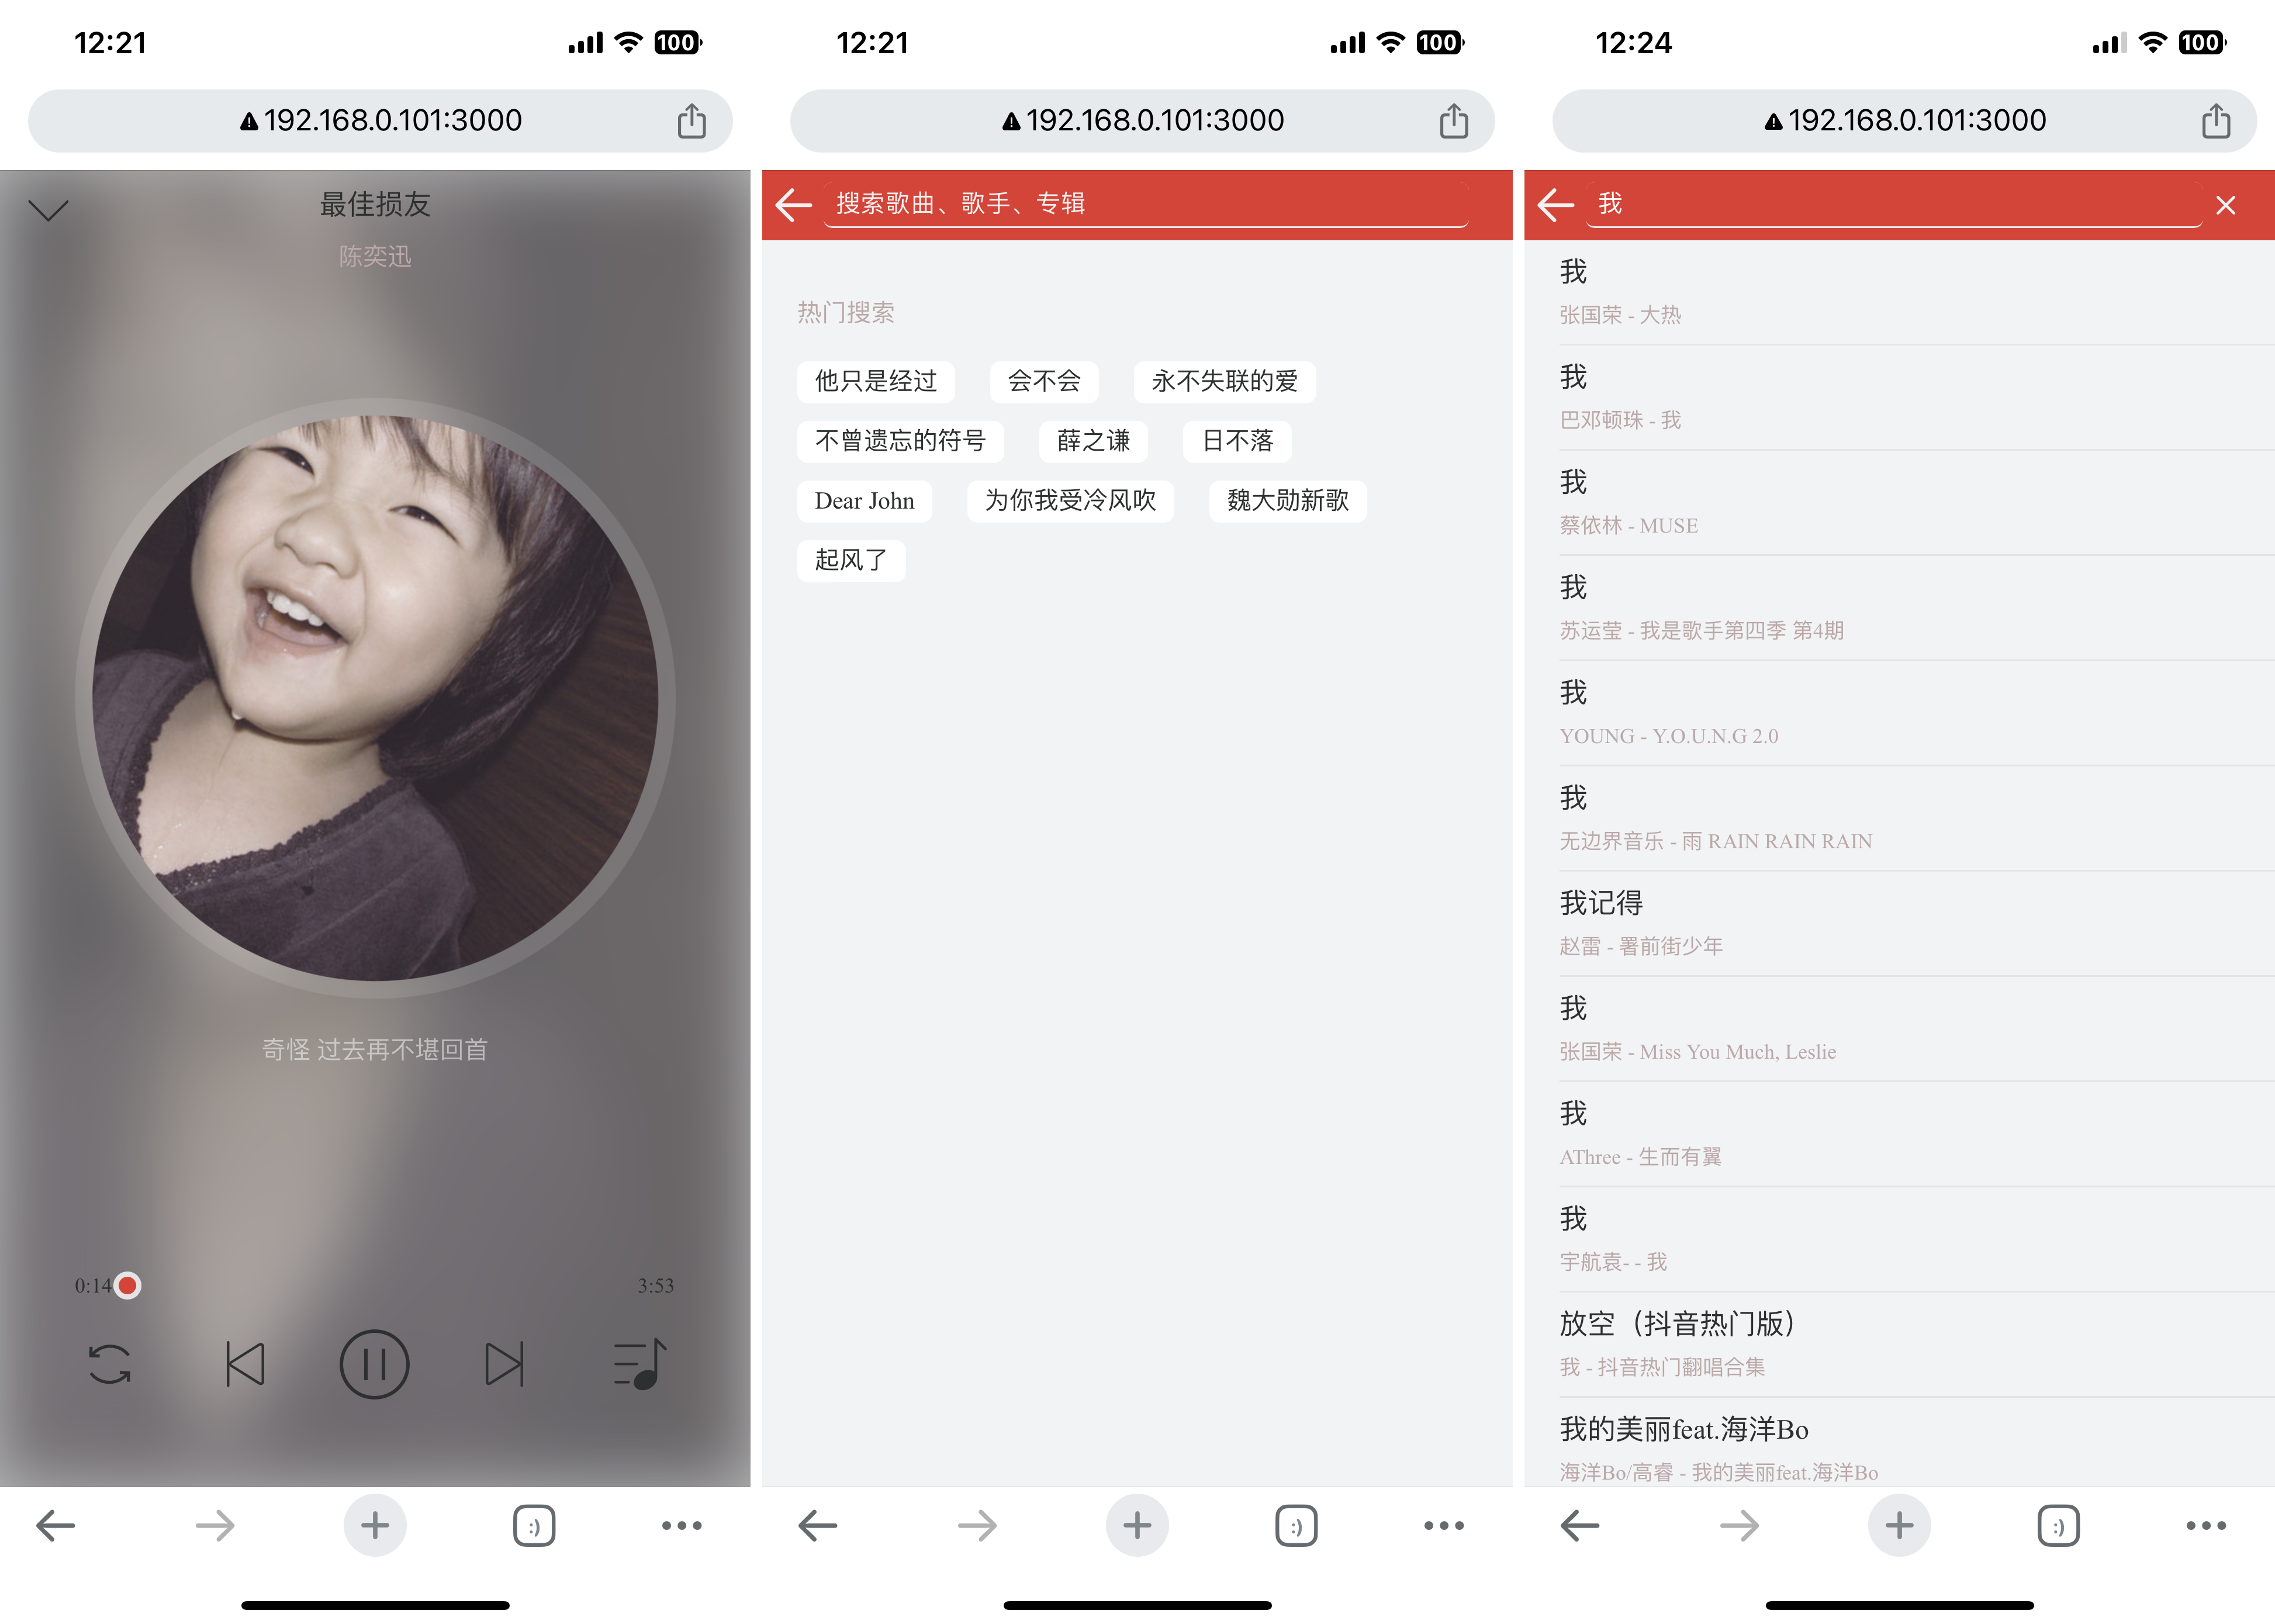 12:21
100
192.168.0.101:3000
最佳损友
陈奕迅
奇怪 过去再不堪回首
0:14
3:53
:)
12:21
100
192.168.0.101:3000
搜索歌曲、歌手、专辑
热门搜索
他只是经过 会不会 永不失联的爱
不曾遗忘的符号 薛之谦 日不落
Dear John 为你我受冷风吹 魏大勋新歌
起风了
:)
12:24
100
192.168.0.101:3000
我
我
张国荣 - 大热
我
巴邓顿珠 - 我
我
蔡依林 - MUSE
我
苏运莹 - 我是歌手第四季 第4期
我
YOUNG - Y.O.U.N.G 2.0
我
无边界音乐 - 雨 RAIN RAIN RAIN
我记得
赵雷 - 署前街少年
我
张国荣 - Miss You Much, Leslie
我
AThree - 生而有翼
我
宇航袁- - 我
放空（抖音热门版）
我 - 抖音热门翻唱合集
我的美丽feat.海洋Bo
海洋Bo/高睿 - 我的美丽feat.海洋Bo
:)